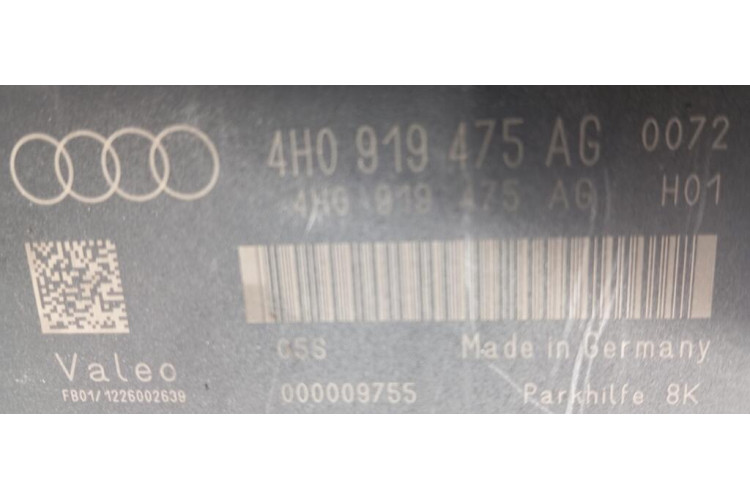 4H0 919 475 AG 0072
4H0 919 475 AG H01
Valeo
FB01/1226002639
05S Made in Germany
000009755 Parkhilfe 8K